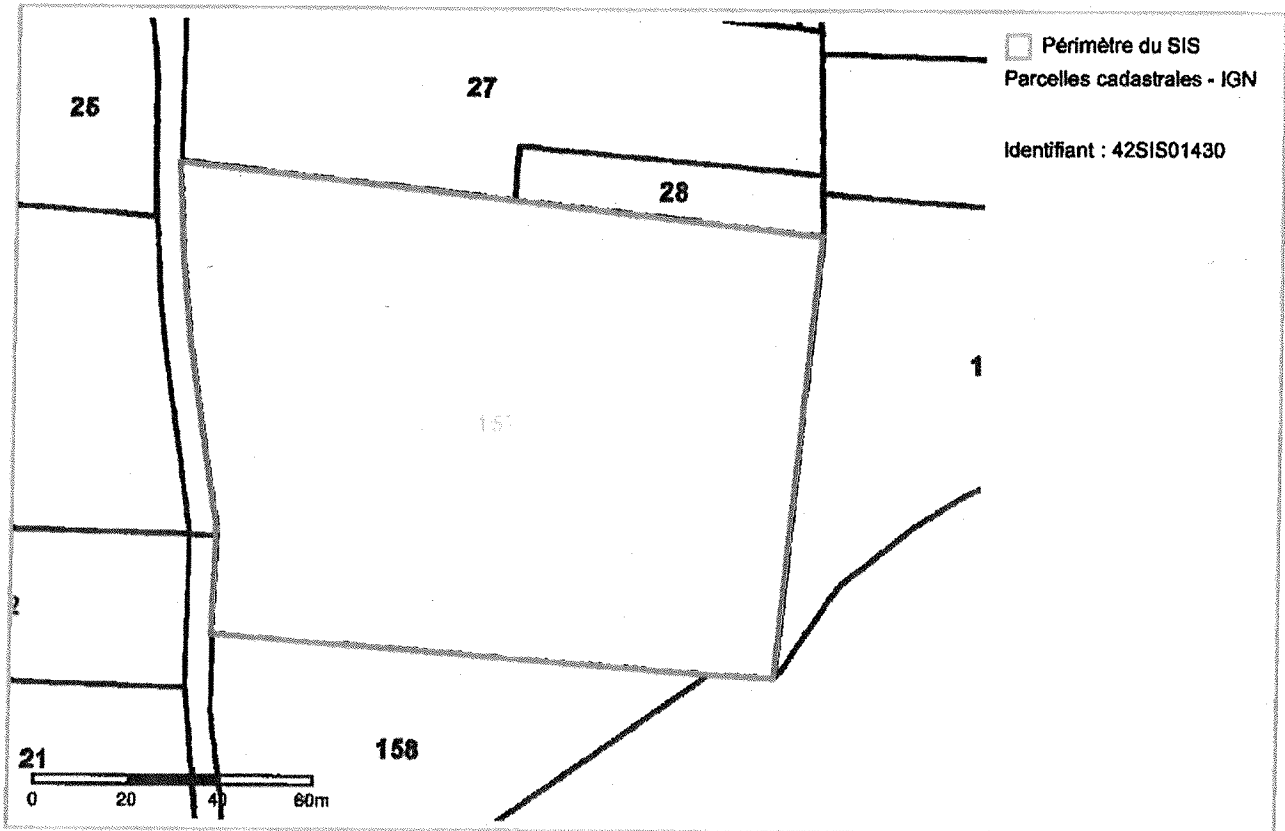 Périmètre du SIS
Parcelles cadastrales - IGN
Identifiant : 42SIS01430
27
25
28
1
158
21
0 20 40 60m